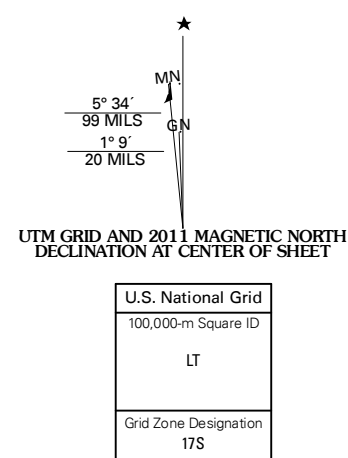 ★
MN.
5° 34´
GN
99 MILS
1° 9´
20 MILS
UTM GRID AND 2011 MAGNETIC NORTH
DECLINATION AT CENTER OF SHEET
U.S. National Grid
100,000-m Square ID
LT
Grid Zone Designation
17S